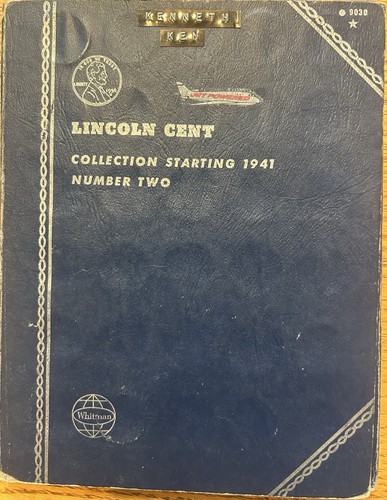 KENNETH
KEN
9030
JET POWERED
LINCOLN CENT
COLLECTION STARTING 1941
NUMBER TWO
Whitman